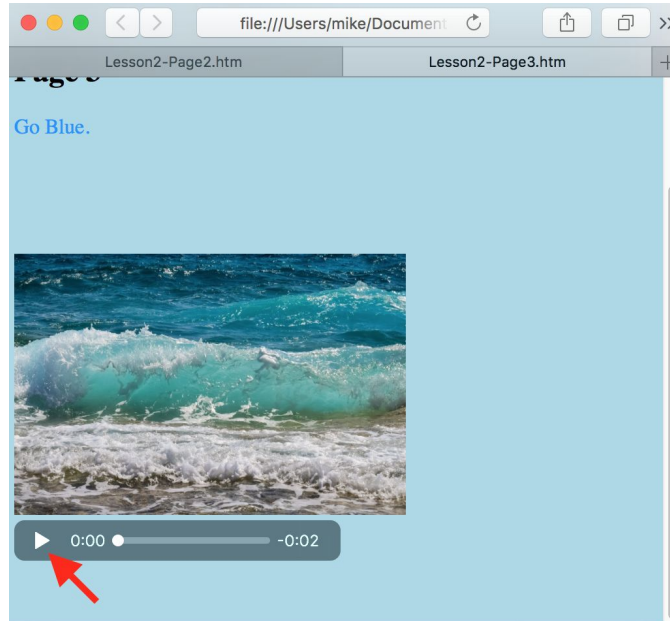 file:///Users/mike/Document
Lesson2-Page2.htm
Lesson2-Page3.htm
Go Blue.
0:00
-0:02